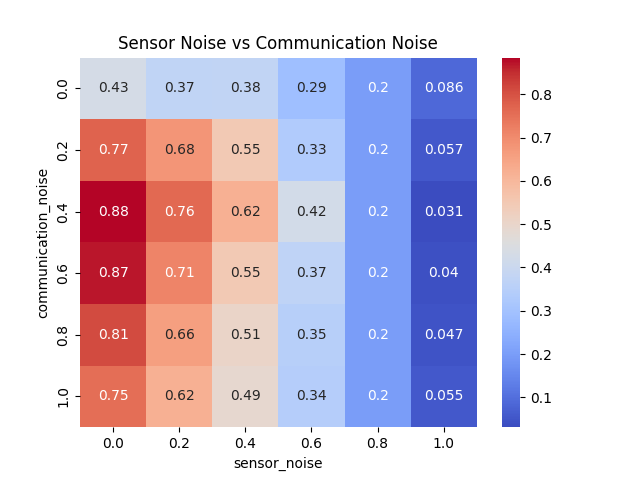 Sensor Noise vs Communication Noise
0.0 0.43 0.37 0.38 0.29 0.2 0.086
0.2 0.77 0.68 0.55 0.33 0.2 0.057
0.4 0.88 0.76 0.62 0.42 0.2 0.031
0.6 0.87 0.71 0.55 0.37 0.2 0.04
0.8 0.81 0.66 0.51 0.35 0.2 0.047
1.0 0.75 0.62 0.49 0.34 0.2 0.055
communication_noise
0.0 0.2 0.4 0.6 0.8 1.0
sensor_noise
0.8
0.7
0.6
0.5
0.4
0.3
0.2
0.1